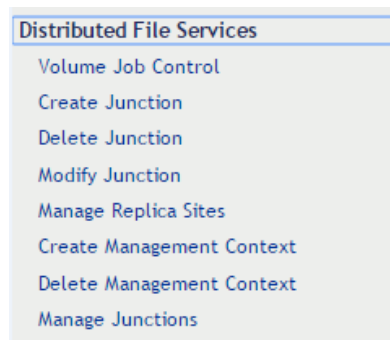 Distributed File Services
Volume Job Control
Create Junction
Delete Junction
Modify Junction
Manage Replica Sites
Create Management Context
Delete Management Context
Manage Junctions